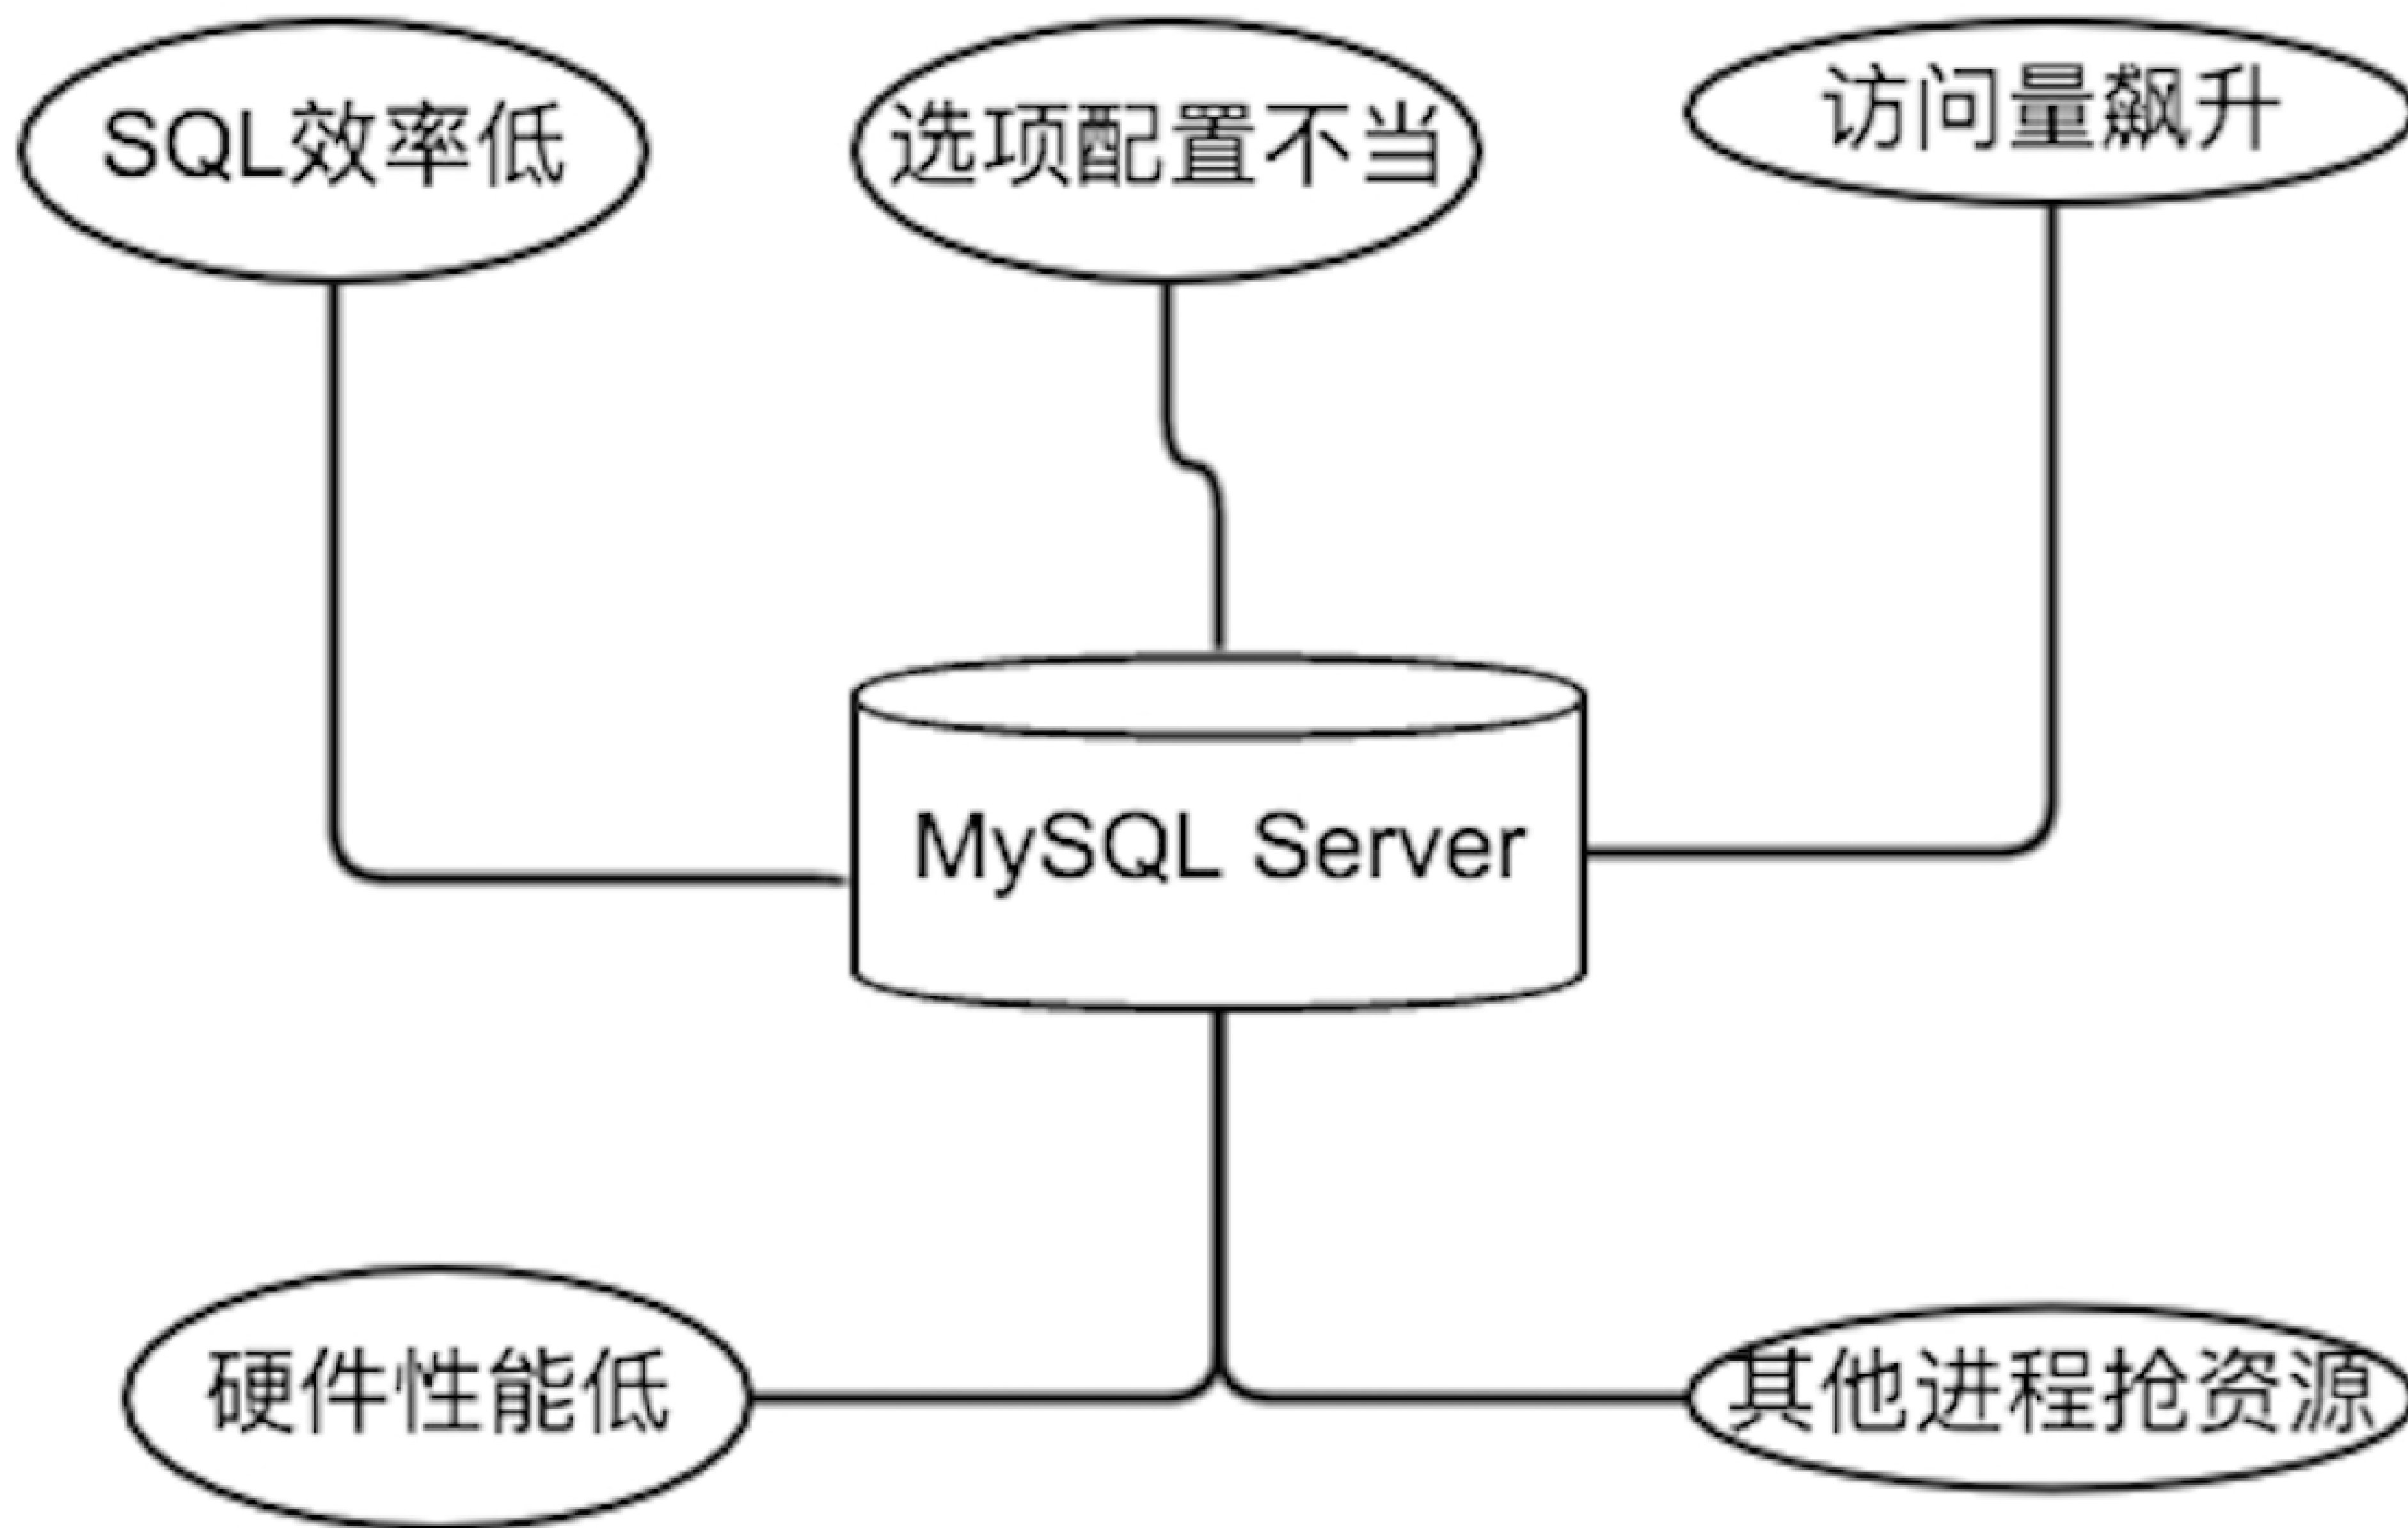 SQL效率低
选项配置不当
访问量飙升
MySQL Server
硬件性能低
其他进程抢资源